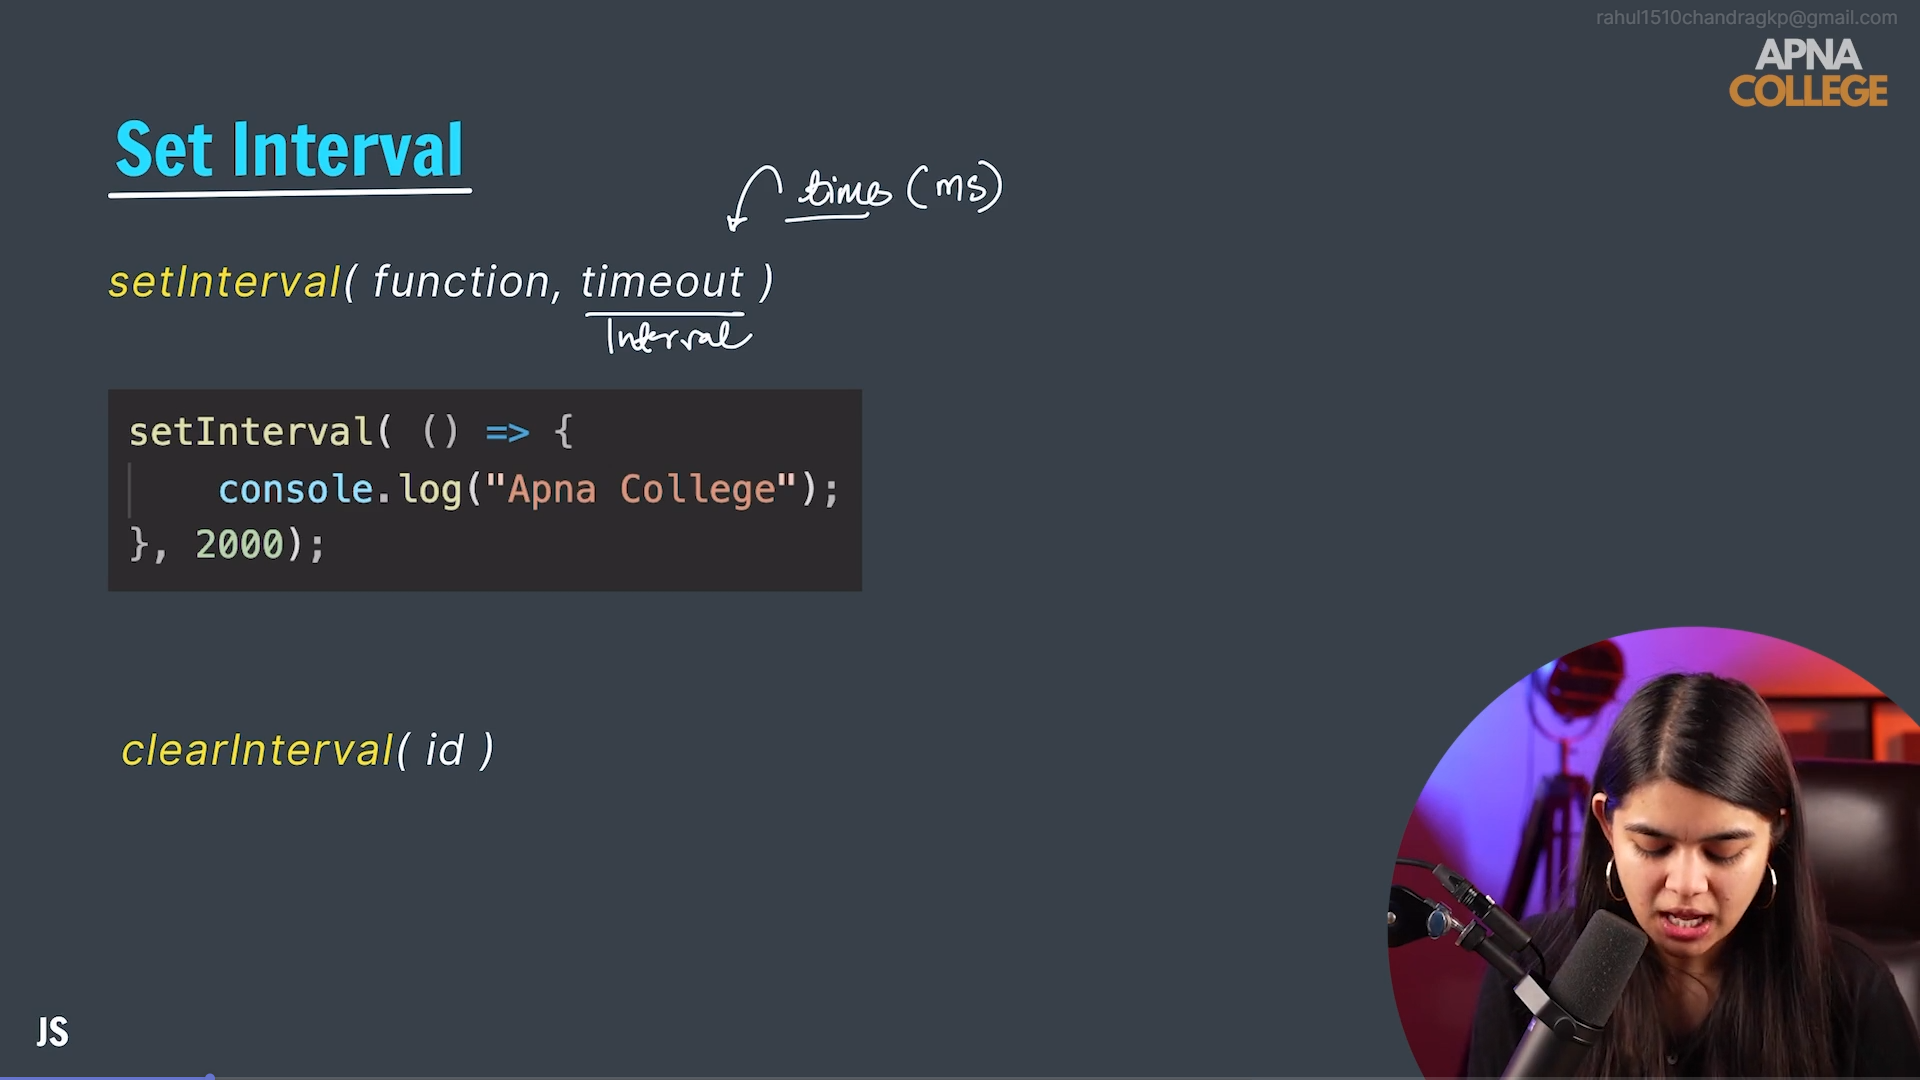 rahul1510chandragkp@gmail.com
APNA
COLLEGE
Set Interval
time (ms)
setInterval( function, timeout )
Interval
setInterval( () => {
console.log("Apna College");
}, 2000);
clearInterval( id )
JS